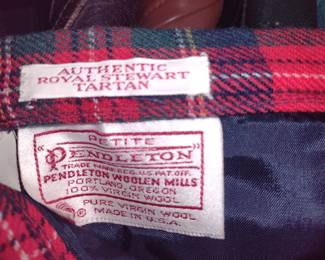 AUTHENTIC
ROYAL STEWART
TARTAN
PETITE
"PENDLETON"
TRADE MARK REG. U.S. PAT. OFF.
PENDLETON WOOLEN MILLS
PORTLAND, OREGON
100% VIRGIN WOOL
PURE VIRGIN WOOL
MADE IN U.S.A.